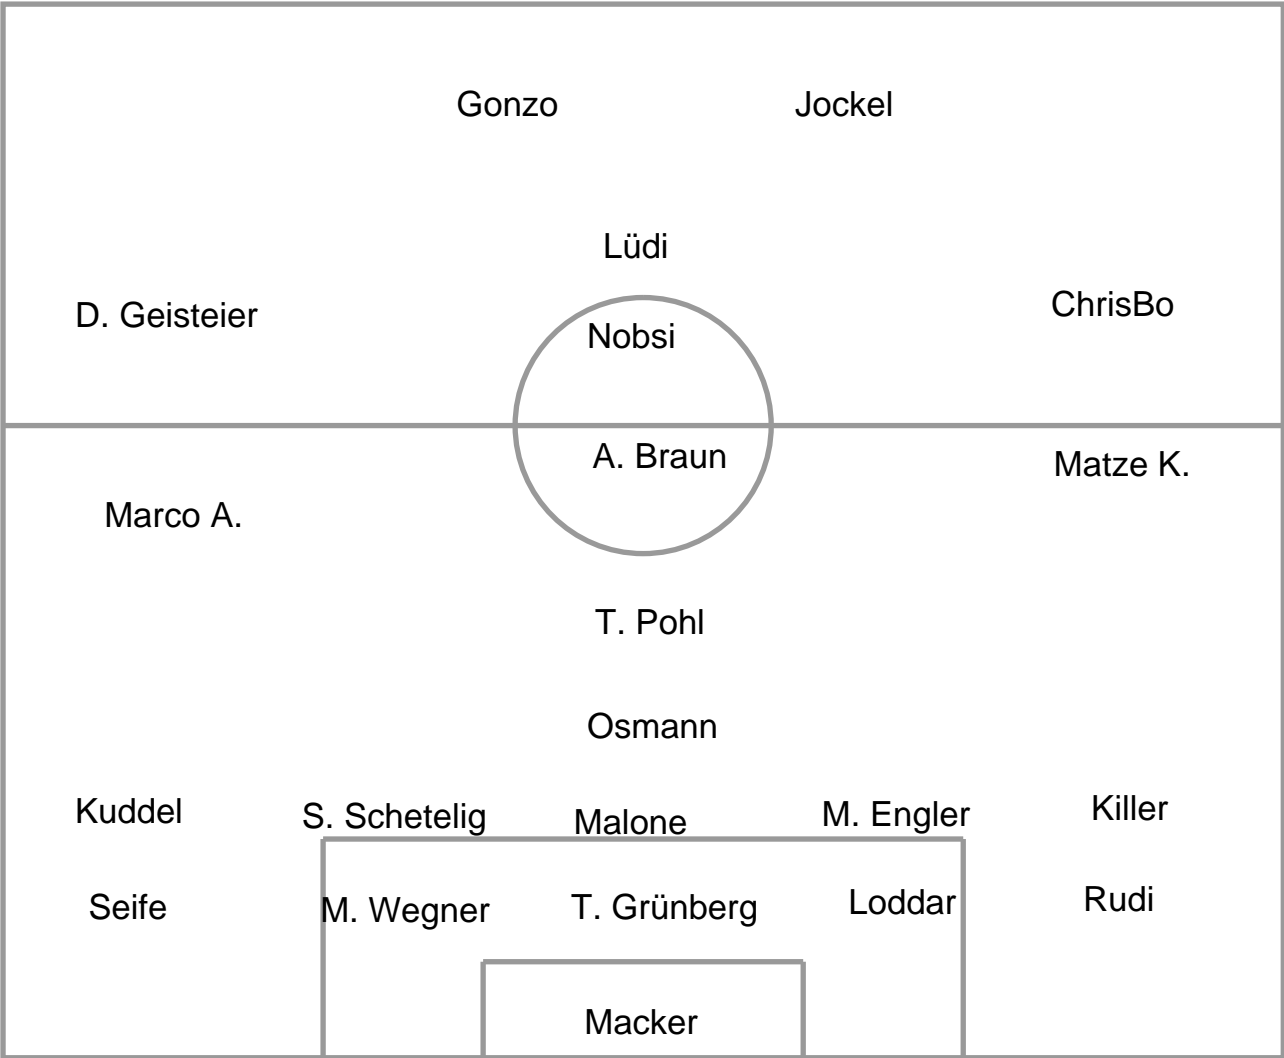 Gonzo
Jockel
Lüdi
D. Geisteier
ChrisBo
Nobsi
A. Braun
Matze K.
Marco A.
T. Pohl
Osmann
Kuddel
S. Schetelig
Malone
M. Engler
Killer
Seife
M. Wegner
T. Grünberg
Loddar
Rudi
Macker